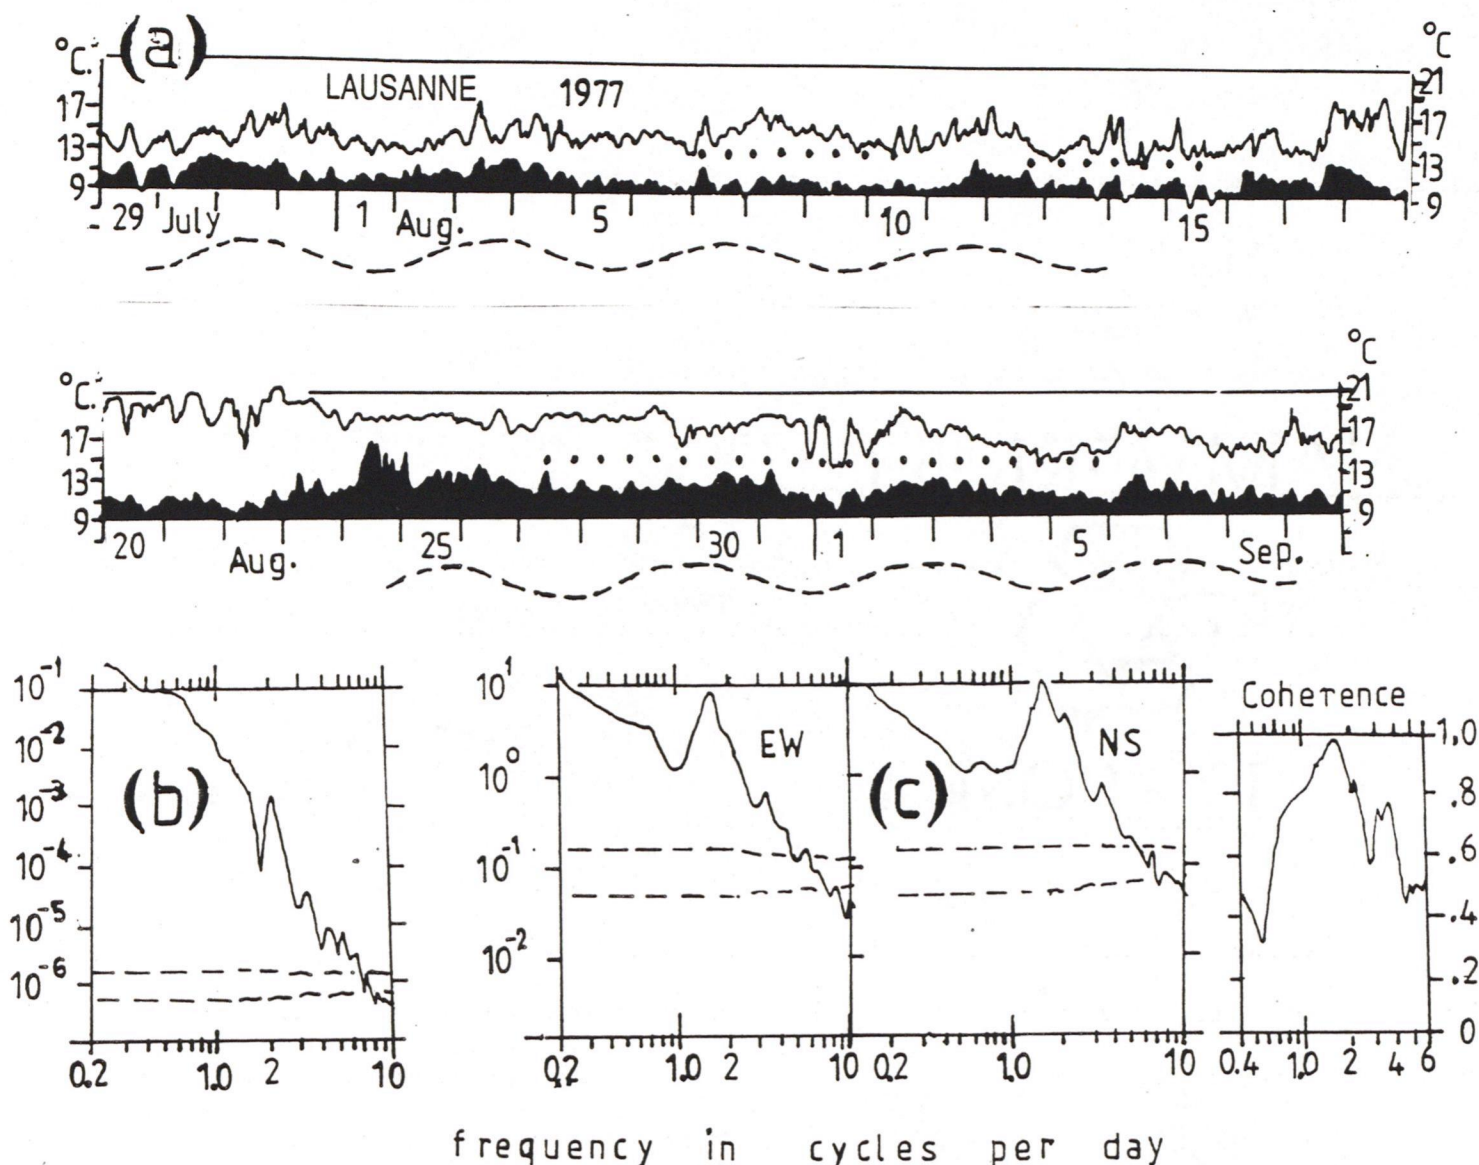 (a)
°C. °C
LAUSANNE 1977
17 13 9
21 17 13 9
29 July 1 Aug. 5 10 15
°C. °C
17 13 9
21 17 13 9
20 Aug. 25 30 1 5 Sep.
(b)
10⁻¹
10⁻²
10⁻³
10⁻⁴
10⁻⁵
10⁻⁶
0.2 1.0 2 10
(c)
EW
NS
10¹
10⁰
10⁻¹
10⁻²
0.2 1.0 2 10
0.2 1.0 10
Coherence
1,0
.8
.6
.4
.2
0
0.4 1,0 2 4 6
frequency in cycles per day